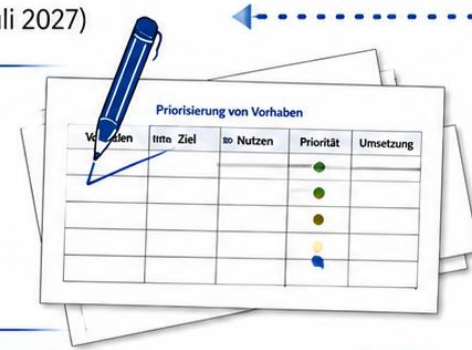 li 2027)
Priorisierung von Vorhaben
Ziel Nutzen Priorität Umsetzung